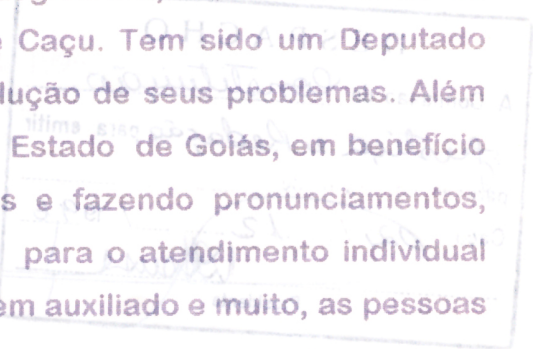 Caçu. Tem sido um Deputado
lução de seus problemas. Além
Estado de Goiás, em benefício
s e fazendo pronunciamentos,
para o atendimento individual
em auxiliado e muito, as pessoas